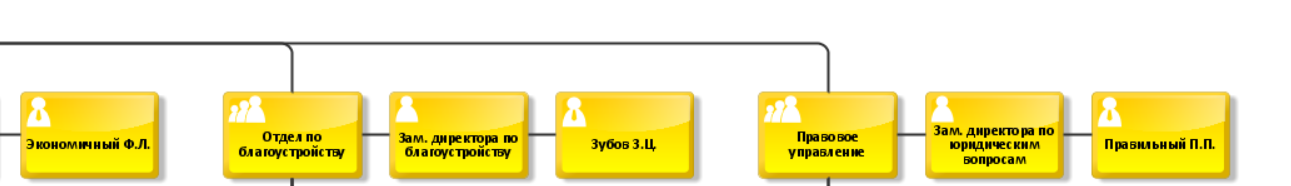 Экономичный Ф.Л.
Отдел по
благоустройству
Зам. директора по
благоустройству
Зубов З.Ц.
Правовое
управление
Зам. директора по
юридическим
вопросам
Правильный П.П.